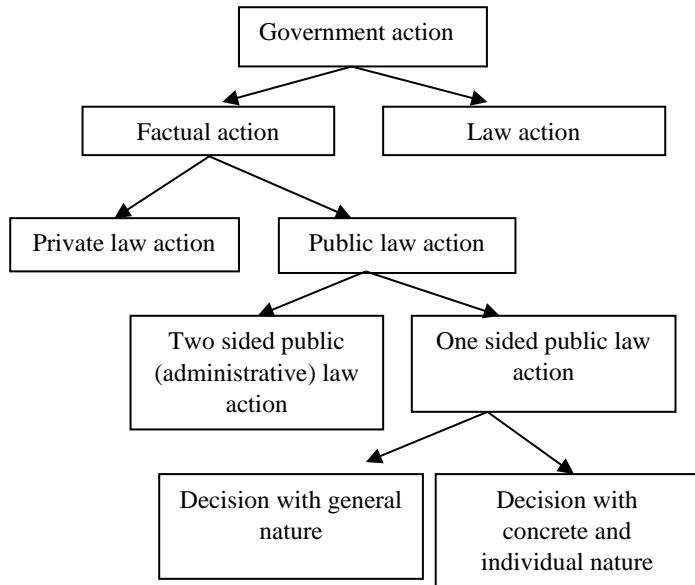 Government action
Factual action
Law action
Private law action
Public law action
Two sided public
(administrative) law
action
One sided public law
action
Decision with general
nature
Decision with
concrete and
individual nature